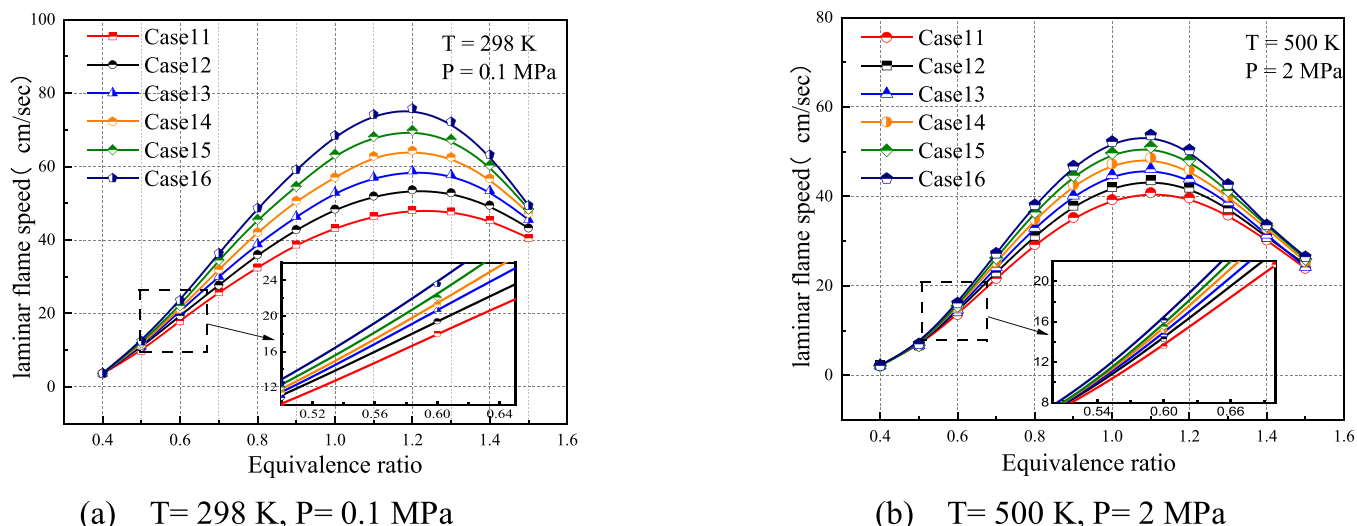 100
80
60
40
20
0
laminar flame speed( cm/sec)
Case11
Case12
Case13
Case14
Case15
Case16
T = 298 K
P = 0.1 MPa
24
20
16
12
0.52 0.56 0.60 0.64
0.4 0.6 0.8 1.0 1.2 1.4 1.6
Equivalence ratio
(a) T= 298 K, P= 0.1 MPa
80
60
40
20
0
laminar flame speed( cm/sec)
Case11
Case12
Case13
Case14
Case15
Case16
T = 500 K
P = 2 MPa
20
16
12
8
0.54 0.60 0.66
0.4 0.6 0.8 1.0 1.2 1.4 1.6
Equivalence ratio
(b) T= 500 K, P= 2 MPa